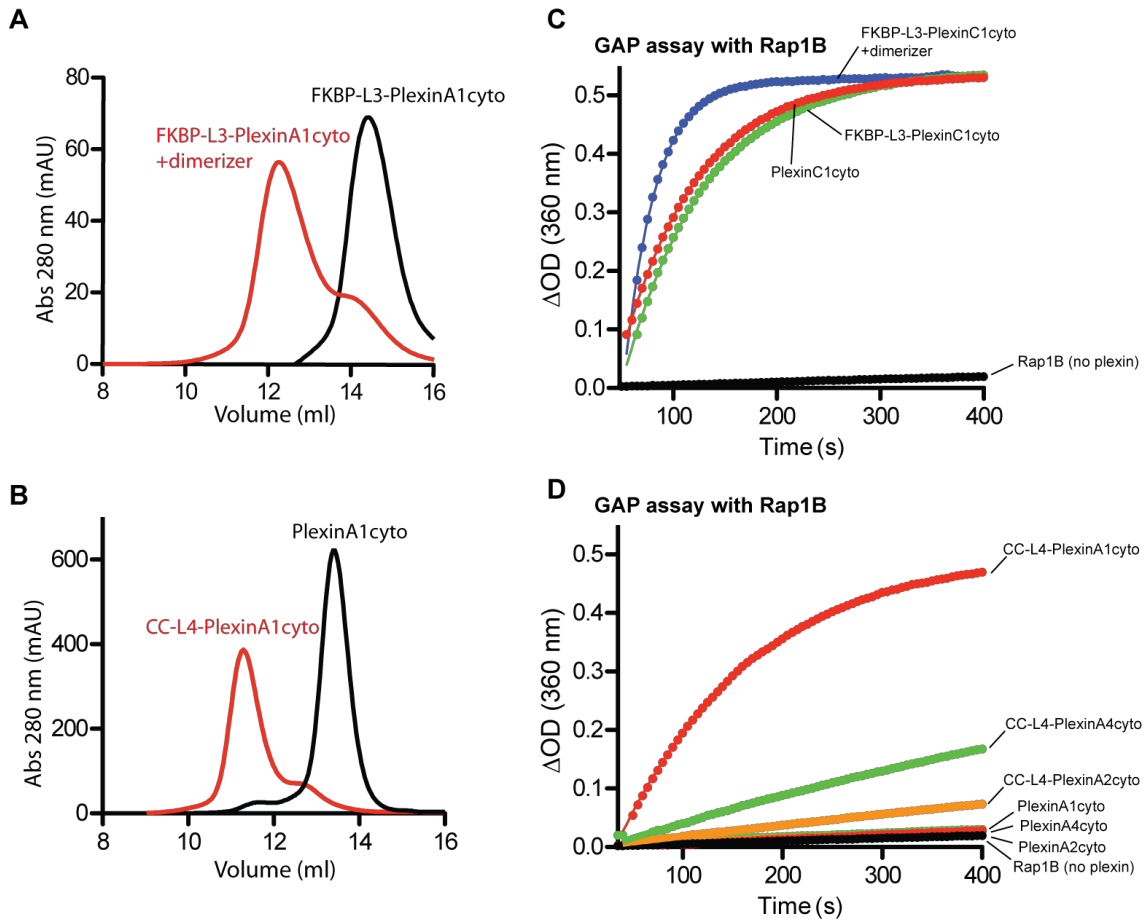 A
80
60
40
20
0
Abs 280 nm (mAU)
FKBP-L3-PlexinA1cyto
FKBP-L3-PlexinA1cyto
+dimerizer
8
10
12
14
16
Volume (ml)
B
600
400
200
0
Abs 280 nm (mAU)
PlexinA1cyto
CC-L4-PlexinA1cyto
8
10
12
14
16
Volume (ml)
C
GAP assay with Rap1B
FKBP-L3-PlexinC1cyto
+dimerizer
0.5
0.4
0.3
0.2
0.1
0.0
ΔOD (360 nm)
FKBP-L3-PlexinC1cyto
PlexinC1cyto
Rap1B (no plexin)
100
200
300
400
Time (s)
D
GAP assay with Rap1B
0.5
0.4
0.3
0.2
0.1
0.0
ΔOD (360 nm)
CC-L4-PlexinA1cyto
CC-L4-PlexinA4cyto
CC-L4-PlexinA2cyto
PlexinA1cyto
PlexinA4cyto
PlexinA2cyto
Rap1B (no plexin)
100
200
300
400
Time (s)